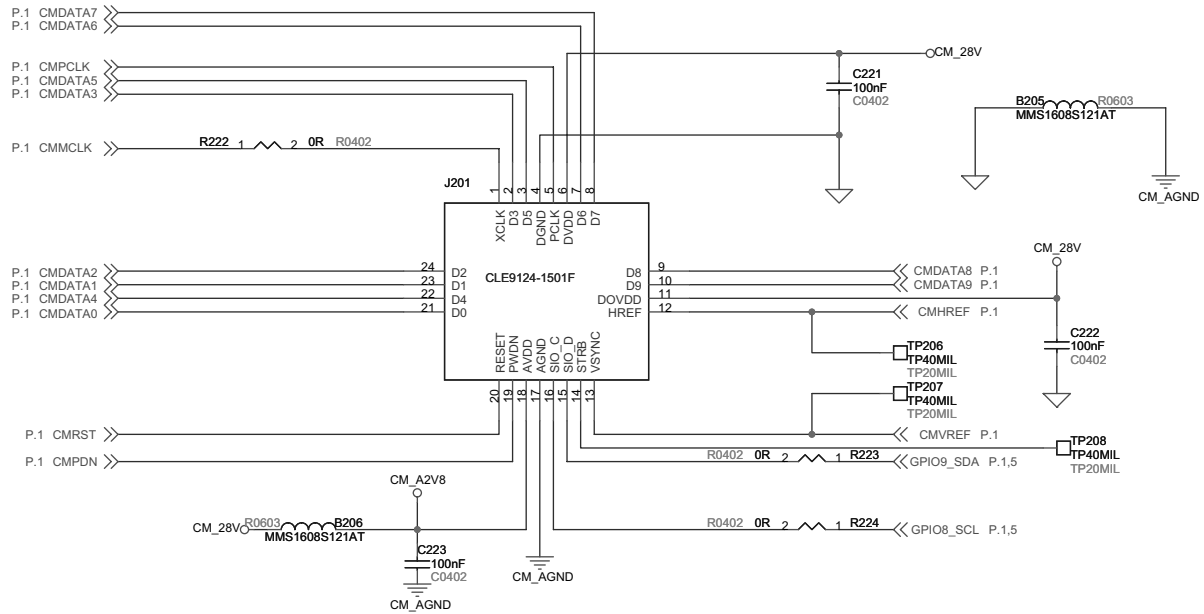 P.1 CMDATA7
P.1 CMDATA6
P.1 CMPCLK
P.1 CMDATA5
P.1 CMDATA3
P.1 CMMCLK
R222 1 2 0R R0402
CM_28V
C221
100nF
C0402
B205 R0603
MMS1608S121AT
CM_AGND
J201
1 2 3 4 5 6 7 8
XCLK D3 D5 DGND PCLK DVDD D6 D7
CLE9124-1501F
P.1 CMDATA2 24 D2
P.1 CMDATA1 23 D1
P.1 CMDATA4 22 D4
P.1 CMDATA0 21 D0
D8 9 CMDATA8 P.1
D9 10 CMDATA9 P.1
DOVDD 11
HREF 12 CMHREF P.1
CM_28V
C222
100nF
C0402
TP206
TP40MIL
TP20MIL
TP207
TP40MIL
TP20MIL
RESET PWDN AVDD AGND SIO_C SIO_D STRB VSYNC
20 19 18 17 16 15 14 13
P.1 CMRST
CMVREF P.1
TP208
TP40MIL
TP20MIL
P.1 CMPDN
R0402 0R 2 1 R223 GPIO9_SDA P.1,5
CM_A2V8
CM_28V R0603 B206
MMS1608S121AT
R0402 0R 2 1 R224 GPIO8_SCL P.1,5
C223
100nF
C0402
CM_AGND
CM_AGND